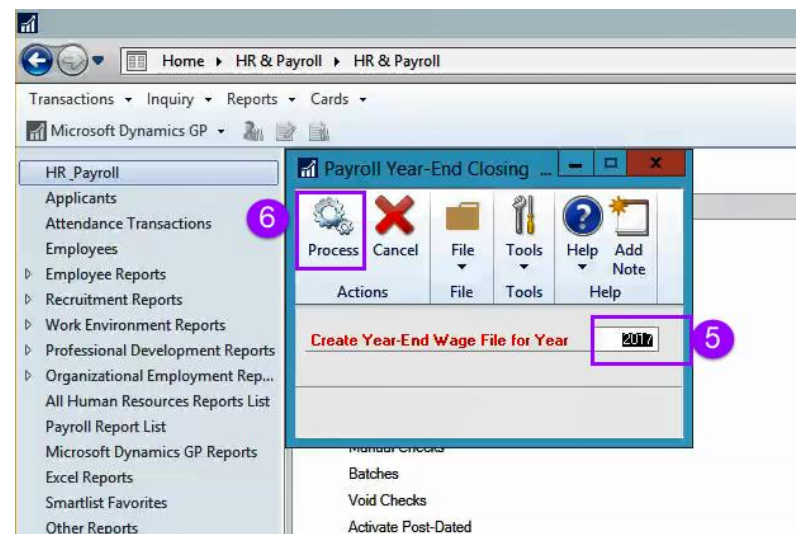 Home ▸ HR & Payroll ▸ HR & Payroll
Transactions Inquiry Reports Cards
Microsoft Dynamics GP
HR_Payroll
Applicants
Attendance Transactions
Employees
Employee Reports
Recruitment Reports
Work Environment Reports
Professional Development Reports
Organizational Employment Rep...
All Human Resources Reports List
Payroll Report List
Microsoft Dynamics GP Reports
Excel Reports
Smartlist Favorites
Other Reports
Payroll Year-End Closing ...
6
Process Cancel File Tools Help Add Note
Actions File Tools Help
Create Year-End Wage File for Year 2017
5
Manual Checks
Batches
Void Checks
Activate Post-Dated